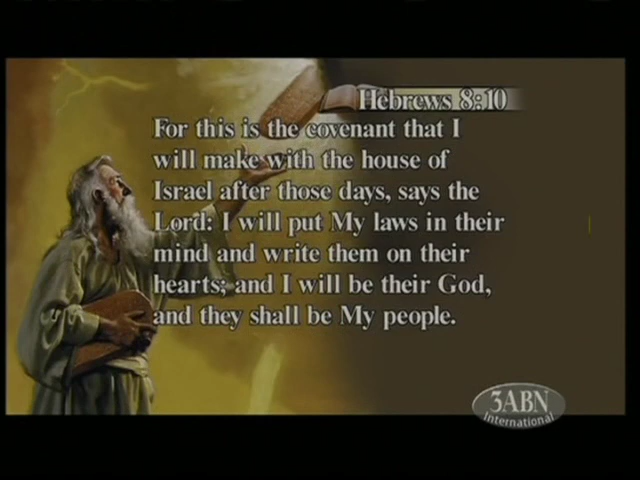 Hebrews 8:10
For this is the covenant that I
will make with the house of
Israel after those days, says the
Lord: I will put My laws in their
mind and write them on their
hearts; and I will be their God,
and they shall be My people.
3ABN
International